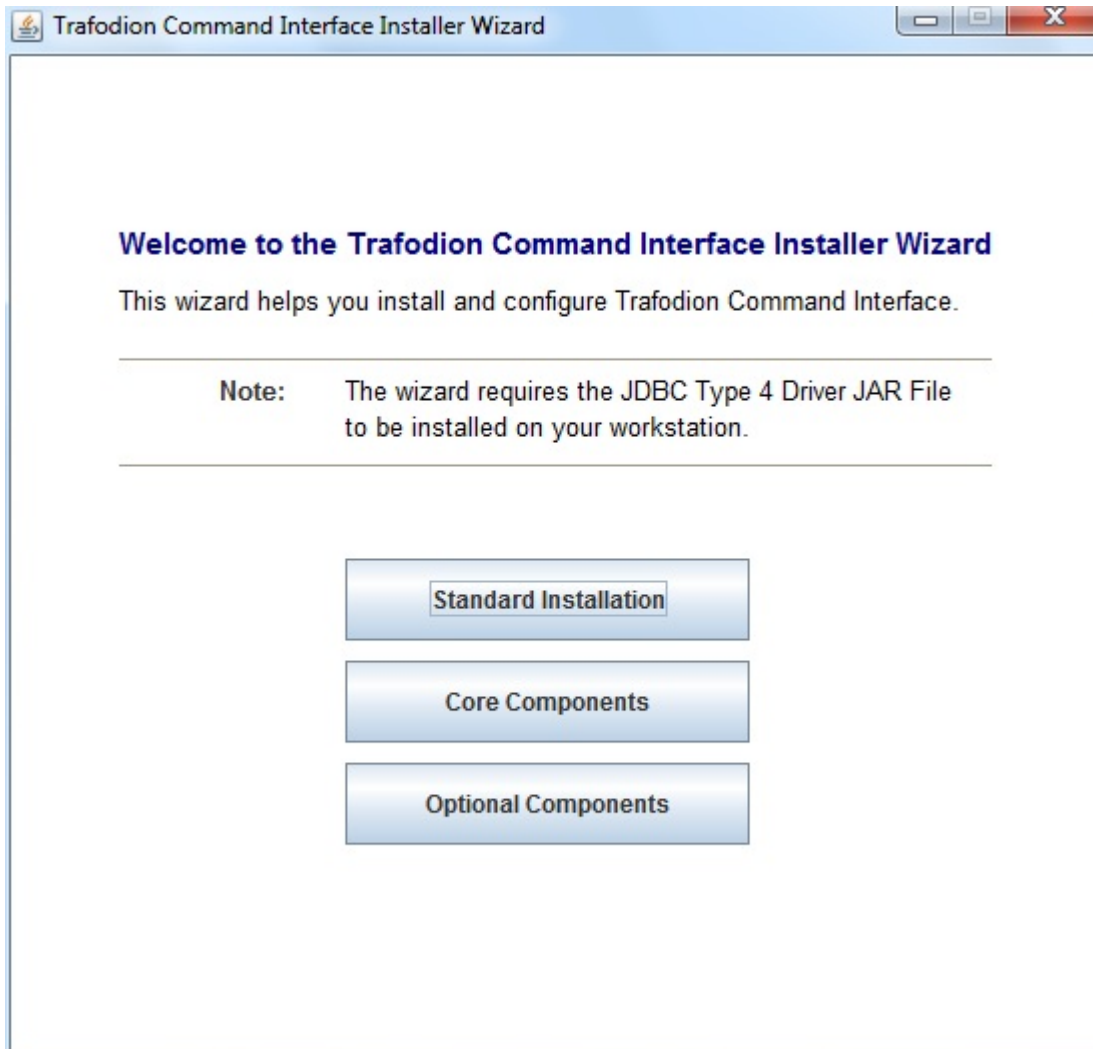 Trafodion Command Interface Installer Wizard
Welcome to the Trafodion Command Interface Installer Wizard
This wizard helps you install and configure Trafodion Command Interface.
Note: The wizard requires the JDBC Type 4 Driver JAR File
to be installed on your workstation.
Standard Installation
Core Components
Optional Components